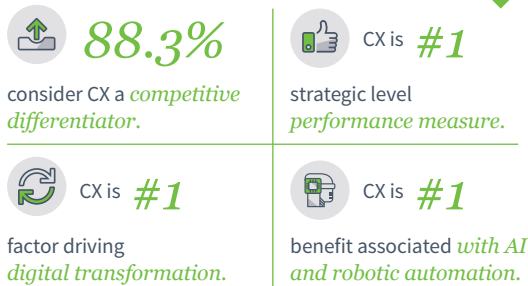 88.3%
consider CX a competitive
differentiator.
CX is #1
strategic level
performance measure.
CX is #1
factor driving
digital transformation.
CX is #1
benefit associated with AI
and robotic automation.